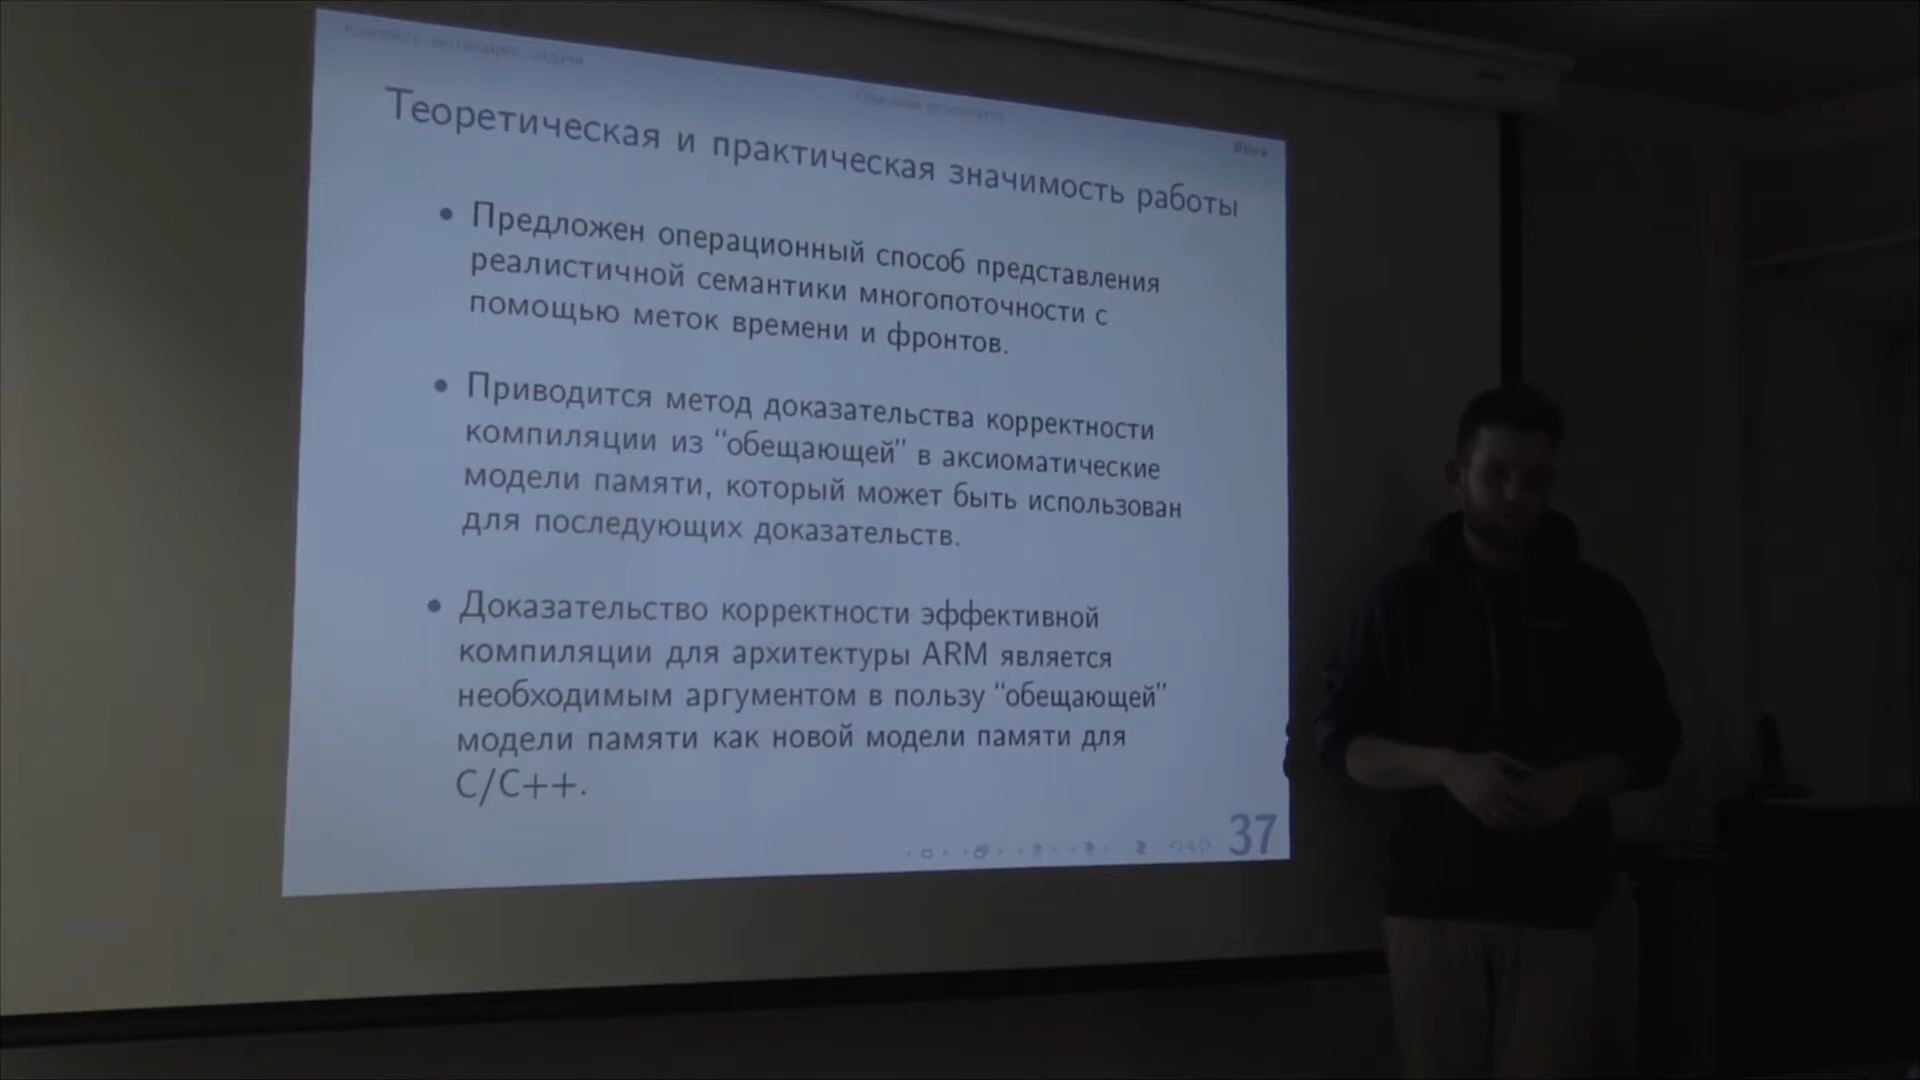 Теоретическая и практическая значимость работы
• Предложен операционный способ представления
реалистичной семантики многопоточности с
помощью меток времени и фронтов.
• Приводится метод доказательства корректности
компиляции из “обещающей” в аксиоматические
модели памяти, который может быть использован
для последующих доказательств.
• Доказательство корректности эффективной
компиляции для архитектуры ARM является
необходимым аргументом в пользу “обещающей”
модели памяти как новой модели памяти для
C/C++.
37